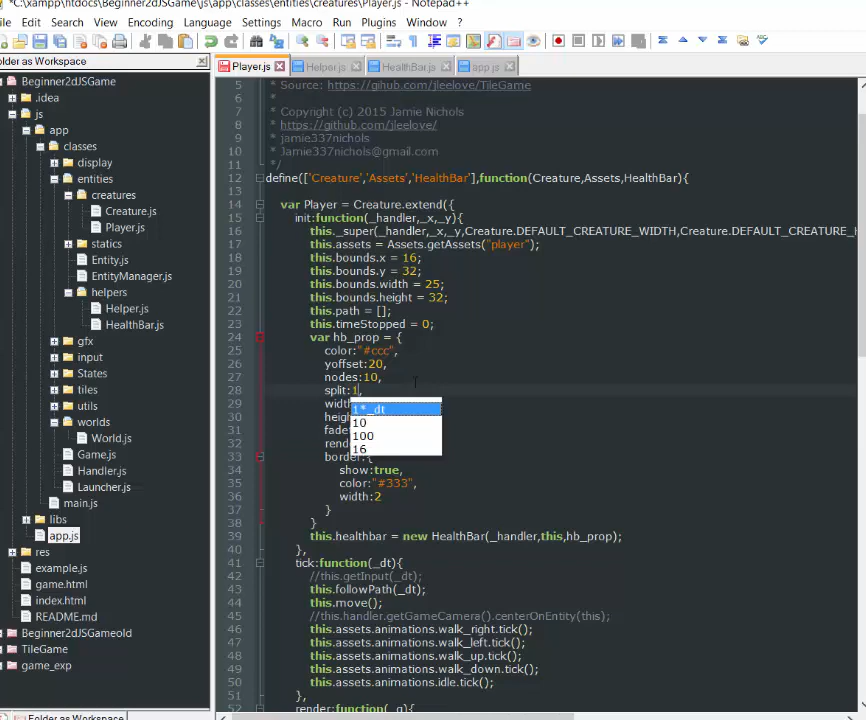 *C:\xampp\htdocs\Beginner2dJSGame\js\app\classes\entities\creatures\Player.js - Notepad++
ile Edit Search View Encoding Language Settings Macro Run Plugins Window ?
Folder as Workspace
Player.js Helper.js HealthBar.js app.js
Beginner2dJSGame
.idea
js
app
classes
display
entities
creatures
Creature.js
Player.js
statics
Entity.js
EntityManager.js
helpers
Helper.js
HealthBar.js
gfx
input
States
tiles
utils
worlds
World.js
Game.js
Handler.js
Launcher.js
main.js
libs
app.js
res
example.js
game.html
index.html
README.md
Beginner2dJSGameold
TileGame
game_exp
Folder as Workspace
5 * Source: https://gihub.com/jleelove/TileGame
6 *
7 * Copyright (c) 2015 Jamie Nichols
8 * https://github.com/jleelove/
9 * jamie337nichols
10 * Jamie337nichols@gmail.com
11 */
12 define(['Creature','Assets','HealthBar'],function(Creature,Assets,HealthBar){
13
14 var Player = Creature.extend({
15 init:function(_handler,_x,_y){
16 this._super(_handler,_x,_y,Creature.DEFAULT_CREATURE_WIDTH,Creature.DEFAULT_CREATURE_H
17 this.assets = Assets.getAssets("player");
18 this.bounds.x = 16;
19 this.bounds.y = 32;
20 this.bounds.width = 25;
21 this.bounds.height = 32;
22 this.path = [];
23 this.timeStopped = 0;
24 var hb_prop = {
25 color:"#ccc",
26 yoffset:20,
27 nodes:10,
28 split:1,
29 widt
30 heigh
31 fade
32 rend
33 border:{
34 show:true,
35 color:"#333",
36 width:2
37 }
38 }
39 this.healthbar = new HealthBar(_handler,this,hb_prop);
40 },
41 tick:function(_dt){
42 //this.getInput(_dt);
43 this.followPath(_dt);
44 this.move();
45 //this.handler.getGameCamera().centerOnEntity(this);
46 this.assets.animations.walk_right.tick();
47 this.assets.animations.walk_left.tick();
48 this.assets.animations.walk_up.tick();
49 this.assets.animations.walk_down.tick();
50 this.assets.animations.idle.tick();
51 },
52 render:function(_g){
1*_dt
10
100
16